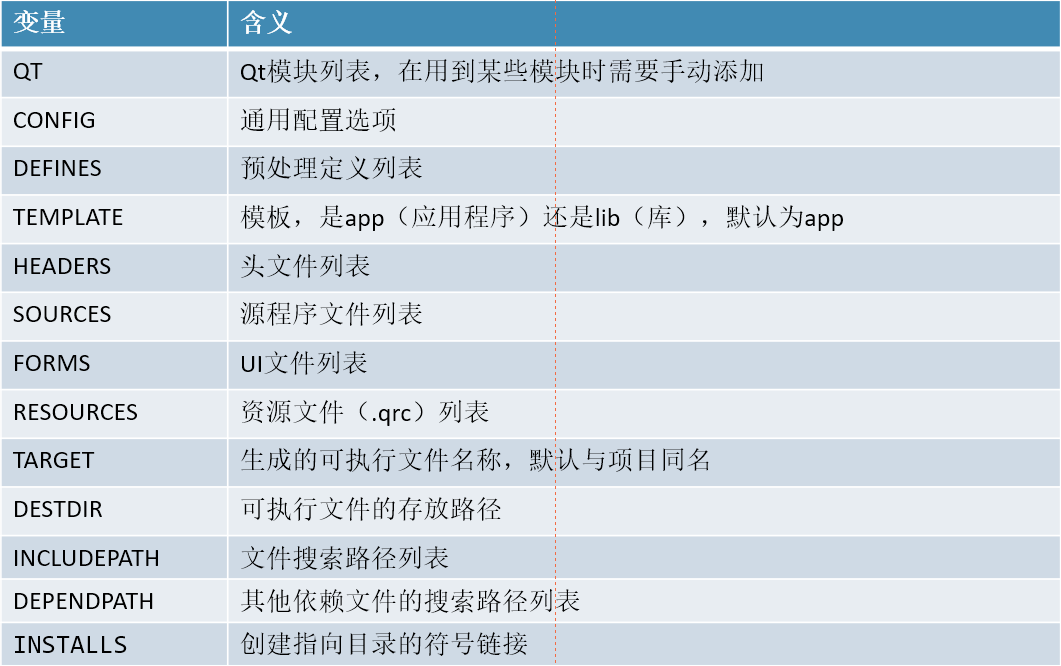 变量 含义
QT Qt模块列表，在用到某些模块时需要手动添加
CONFIG 通用配置选项
DEFINES 预处理定义列表
TEMPLATE 模板，是app（应用程序）还是lib（库），默认为app
HEADERS 头文件列表
SOURCES 源程序文件列表
FORMS UI文件列表
RESOURCES 资源文件（.qrc）列表
TARGET 生成的可执行文件名称，默认与项目同名
DESTDIR 可执行文件的存放路径
INCLUDEPATH 文件搜索路径列表
DEPENDPATH 其他依赖文件的搜索路径列表
INSTALLS 创建指向目录的符号链接